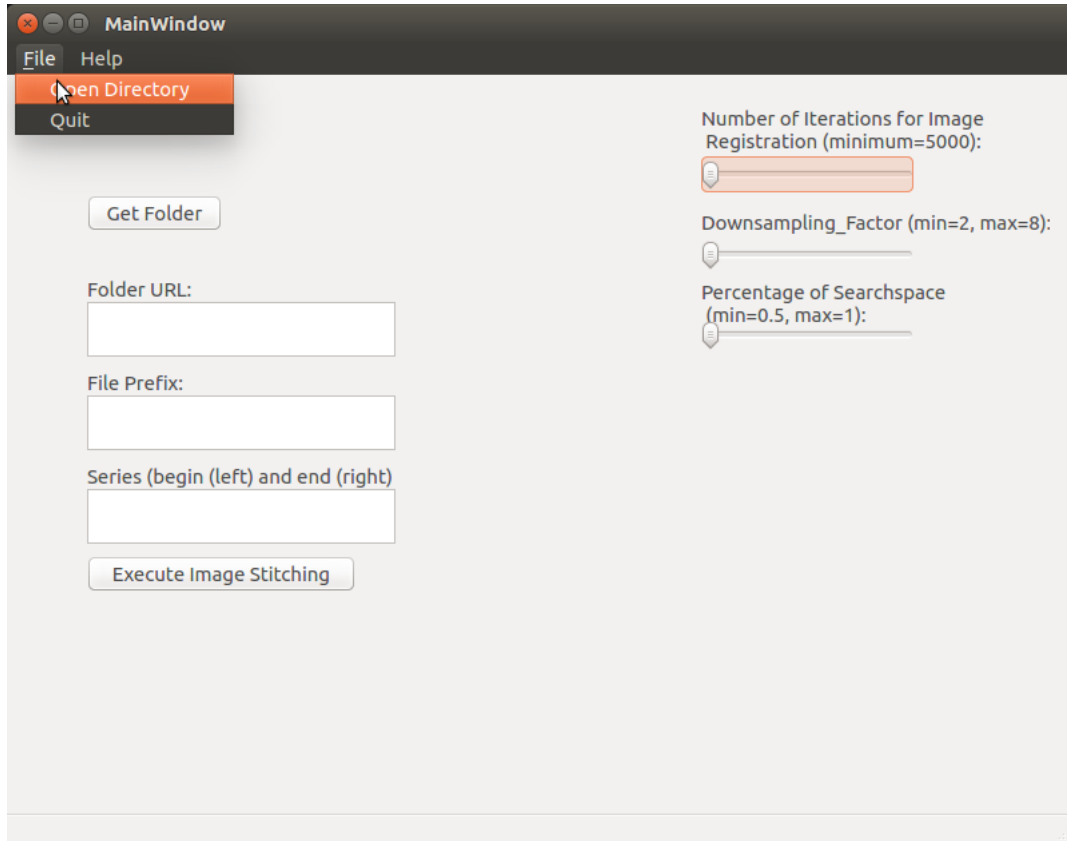 MainWindow
File Help
Open Directory
Quit
Get Folder
Folder URL:
File Prefix:
Series (begin (left) and end (right)
Execute Image Stitching
Number of Iterations for Image
Registration (minimum=5000):
Downsampling_Factor (min=2, max=8):
Percentage of Searchspace
(min=0.5, max=1):